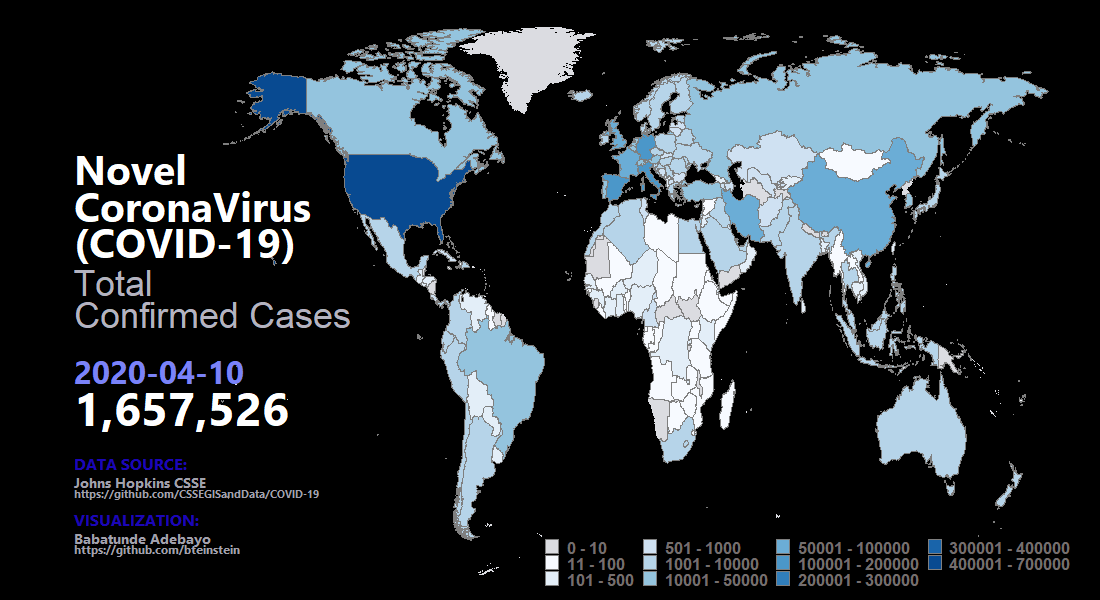 Novel
CoronaVirus
(COVID-19)
Total
Confirmed Cases
2020-04-10
1,657,526
DATA SOURCE:
Johns Hopkins CSSE
https://github.com/CSSEGISandData/COVID-19
VISUALIZATION:
Babatunde Adebayo
https://github.com/bfeinstein
0 - 10
11 - 100
101 - 500
501 - 1000
1001 - 10000
10001 - 50000
50001 - 100000
100001 - 200000
200001 - 300000
300001 - 400000
400001 - 700000